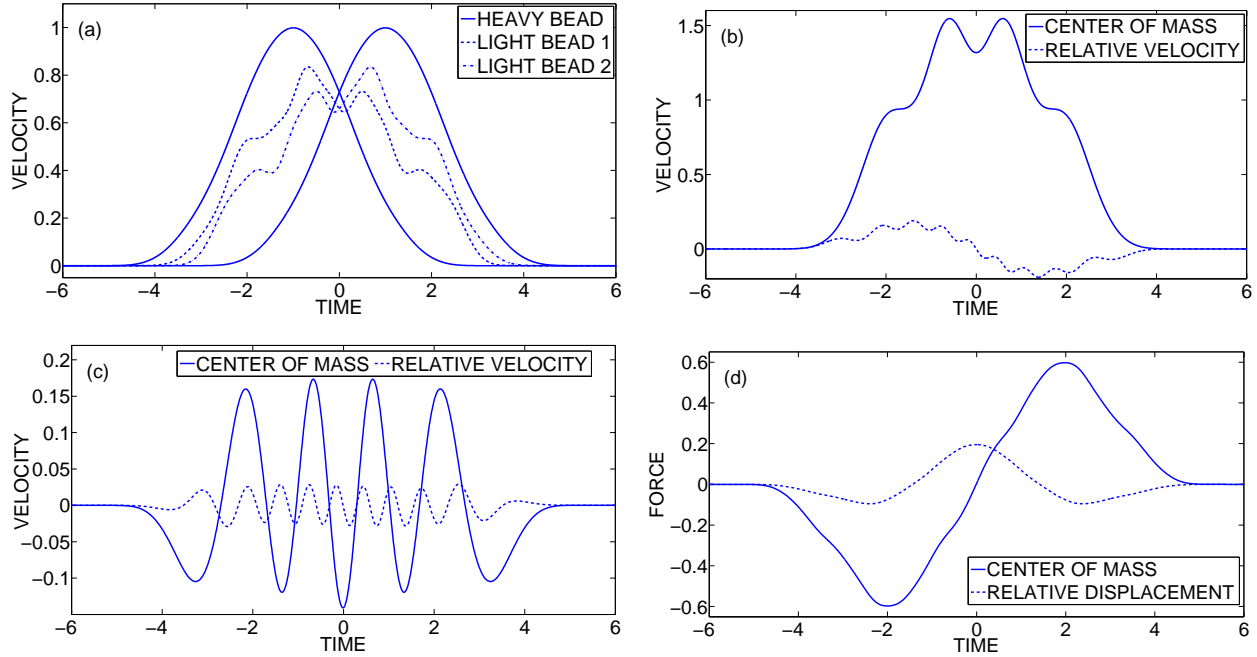 (a)
HEAVY BEAD
LIGHT BEAD 1
LIGHT BEAD 2
VELOCITY
1
0.8
0.6
0.4
0.2
0
−6 −4 −2 0 2 4 6
TIME
(b)
CENTER OF MASS
RELATIVE VELOCITY
VELOCITY
1.5
1
0.5
0
−6 −4 −2 0 2 4 6
TIME
(c)
CENTER OF MASS RELATIVE VELOCITY
VELOCITY
0.2
0.15
0.1
0.05
0
−0.05
−0.1
−6 −4 −2 0 2 4 6
TIME
(d)
FORCE
0.6
0.4
0.2
0
−0.2
−0.4
−0.6
CENTER OF MASS
RELATIVE DISPLACEMENT
−6 −4 −2 0 2 4 6
TIME